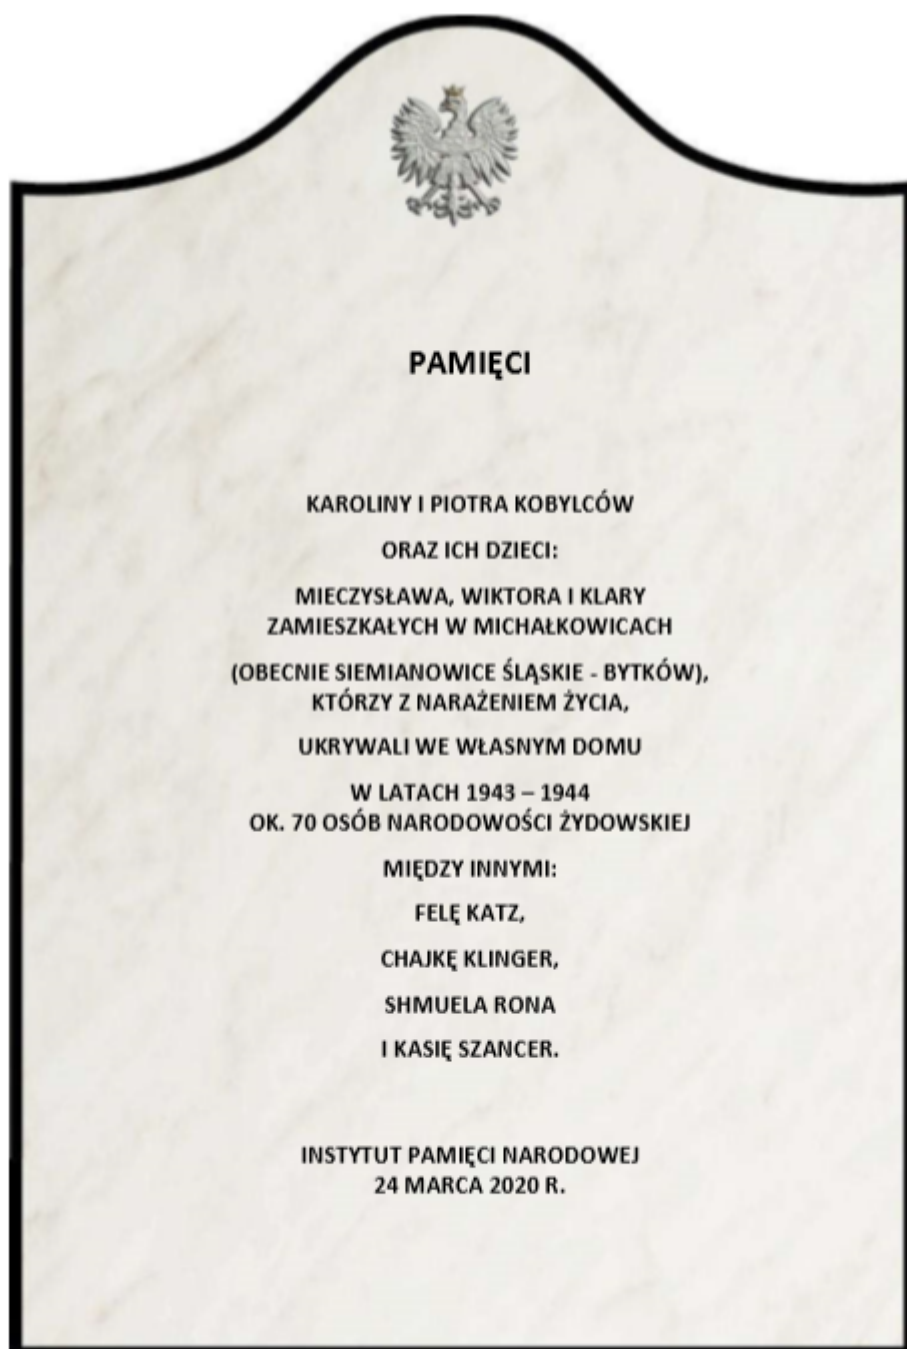 PAMIĘCI
KAROLINY I PIOTRA KOBYLCÓW
ORAZ ICH DZIECI:
MIECZYSŁAWA, WIKTORA I KLARY
ZAMIESZKAŁYCH W MICHAŁKOWICACH
(OBECNIE SIEMIANOWICE ŚLĄSKIE - BYTKÓW),
KTÓRZY Z NARAŻENIEM ŻYCIA,
UKRYWALI WE WŁASNYM DOMU
W LATACH 1943 – 1944
OK. 70 OSÓB NARODOWOŚCI ŻYDOWSKIEJ
MIĘDZY INNYMI:
FELĘ KATZ,
CHAJKĘ KLINGER,
SHMUELA RONA
I KASIĘ SZANCER.
INSTYTUT PAMIĘCI NARODOWEJ
24 MARCA 2020 R.